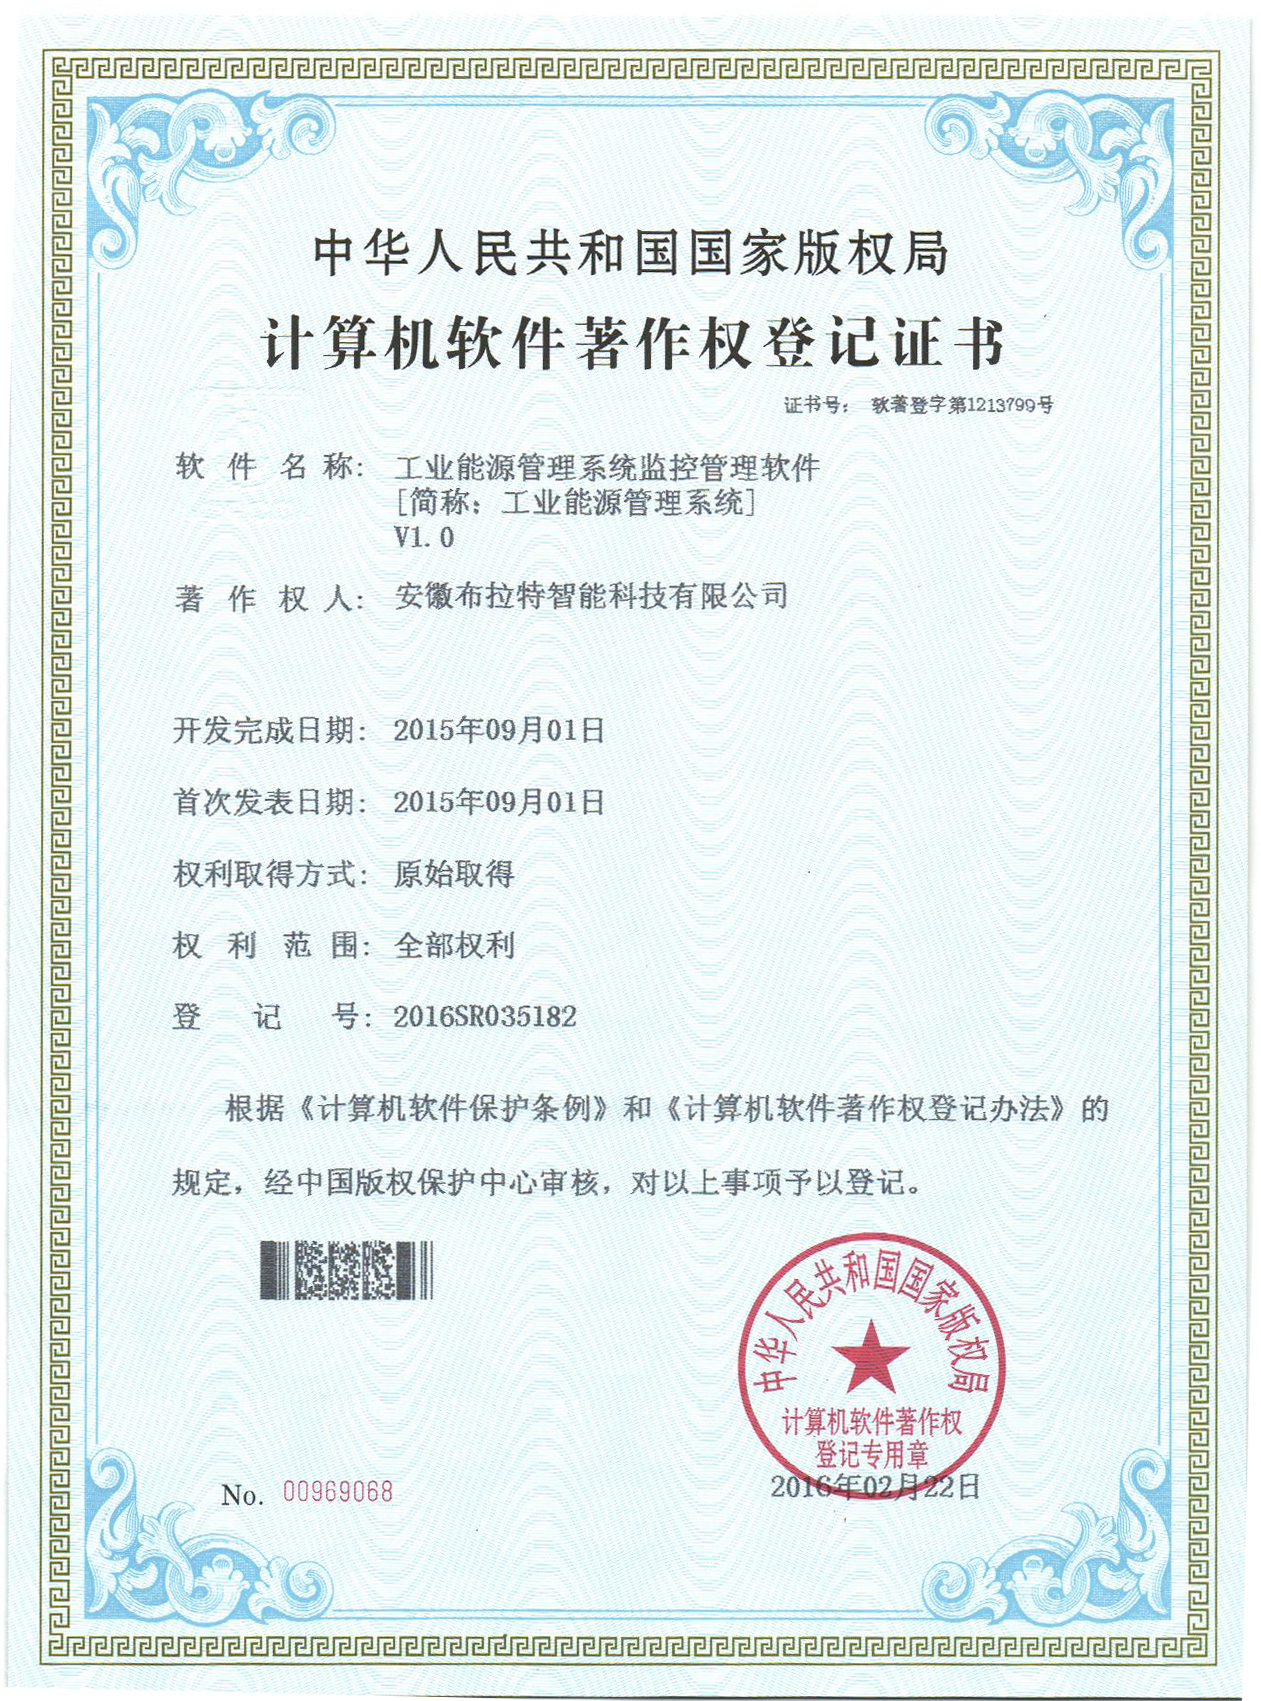 中华人民共和国国家版权局
计算机软件著作权登记证书
证书号： 软著登字第1213799号
软件名称： 工业能源管理系统监控管理软件
[简称：工业能源管理系统]
V1.0
著作权人： 安徽布拉特智能科技有限公司
开发完成日期： 2015年09月01日
首次发表日期： 2015年09月01日
权利取得方式： 原始取得
权利范围： 全部权利
登记号： 2016SR035182
根据《计算机软件保护条例》和《计算机软件著作权登记办法》的
规定，经中国版权保护中心审核，对以上事项予以登记。
中华人民共和国国家版权局
计算机软件著作权
登记专用章
2016年02月22日
No. 00969068